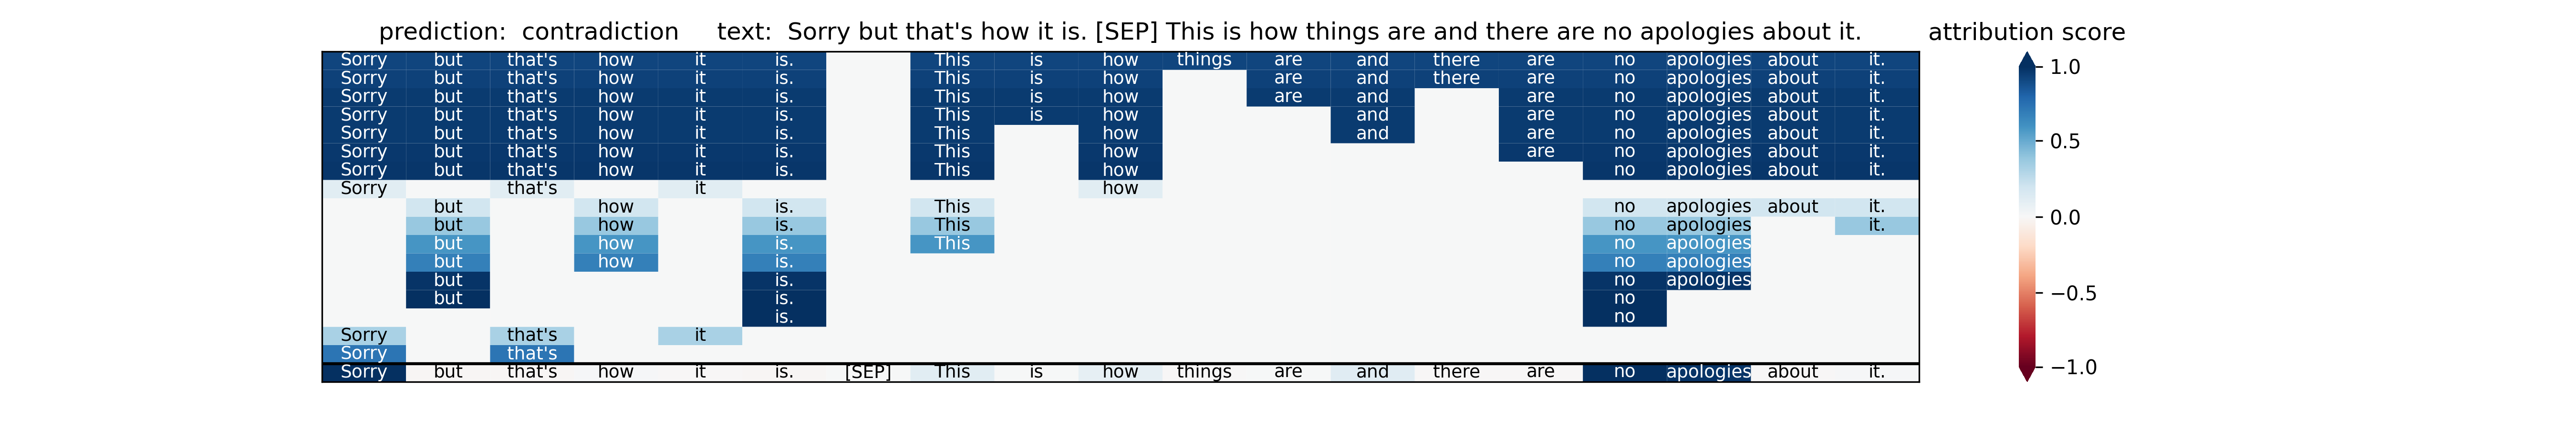 prediction:  contradiction     text:  Sorry but that's how it is. [SEP] This is how things are and there are no apologies about it.
attribution score
Sorry but that's how it is. This is how things are and there are no apologies about it.
Sorry but that's how it is. This is how are and there are no apologies about it.
Sorry but that's how it is. This is how are and are no apologies about it.
Sorry but that's how it is. This is how and are no apologies about it.
Sorry but that's how it is. This how and are no apologies about it.
Sorry but that's how it is. This how are no apologies about it.
Sorry but that's how it is. This how no apologies about it.
Sorry that's it how
but how is. This no apologies about it.
but how is. This no apologies it.
but how is. This no apologies
but how is. no apologies
but is. no apologies
but is. no
is. no
Sorry that's it
Sorry that's
Sorry but that's how it is. [SEP] This is how things are and there are no apologies about it.
1.0
0.5
0.0
−0.5
−1.0